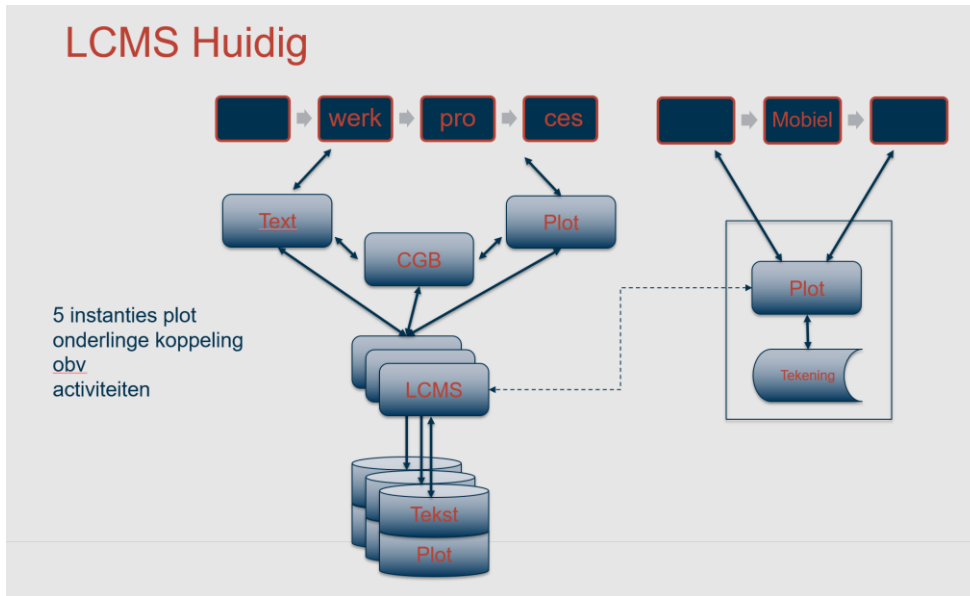 LCMS Huidig
werk
pro
ces
Mobiel
Text
CGB
Plot
Plot
5 instanties plot
onderlinge koppeling
obv
activiteiten
LCMS
Tekening
Tekst
Plot